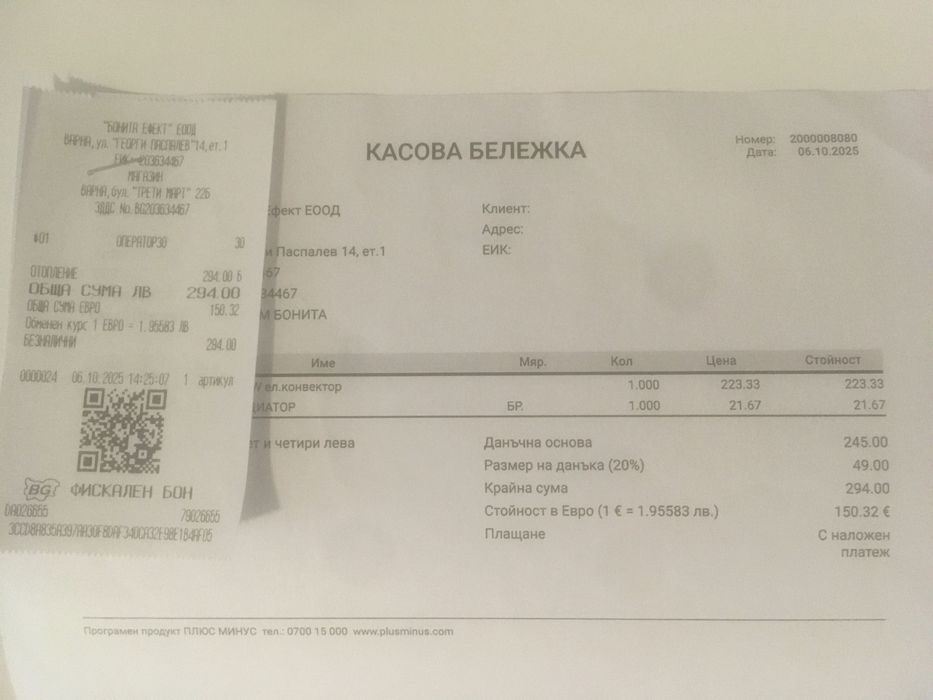 "БОНИТА ЕФЕКТ" ЕООД
ВАРНА, ул. "ГЕОРГИ ПАСПАЛЕВ"14, ет.1
ЕИК 203634467
МАГАЗИН
ВАРНА, бул. "ТРЕТИ МАРТ" 22Б
ЗДДС No. BG203634467
#01 ОПЕРАТОР30 30
ОТОПЛЕНИЕ 294.00 Б
ОБЩА СУМА ЛВ 294.00
ОБЩА СУМА ЕВРО 150.32
Обменен курс 1 ЕВРО = 1.95583 ЛВ
БЕЗНАЛИЧНИ 294.00
0000024 06.10.2025 14:25:07 1 артикул
BG ФИСКАЛЕН БОН
DA026655 79026655
КАСОВА БЕЛЕЖКА
Номер: 2000008080
Дата: 06.10.2025
Ефект ЕООД
и Паспалев 14, ет.1
67
34467
М БОНИТА
Клиент:
Адрес:
ЕИК:
Име Мяр. Кол Цена Стойност
W ел.конвектор 1.000 223.33 223.33
ДИАТОР БР. 1.000 21.67 21.67
ет и четири лева
Данъчна основа 245.00
Размер на данъка (20%) 49.00
Крайна сума 294.00
Стойност в Евро (1 € = 1.95583 лв.) 150.32 €
Плащане С наложен
платеж
Програмен продукт ПЛЮС МИНУС тел.: 0700 15 000 www.plusminus.com